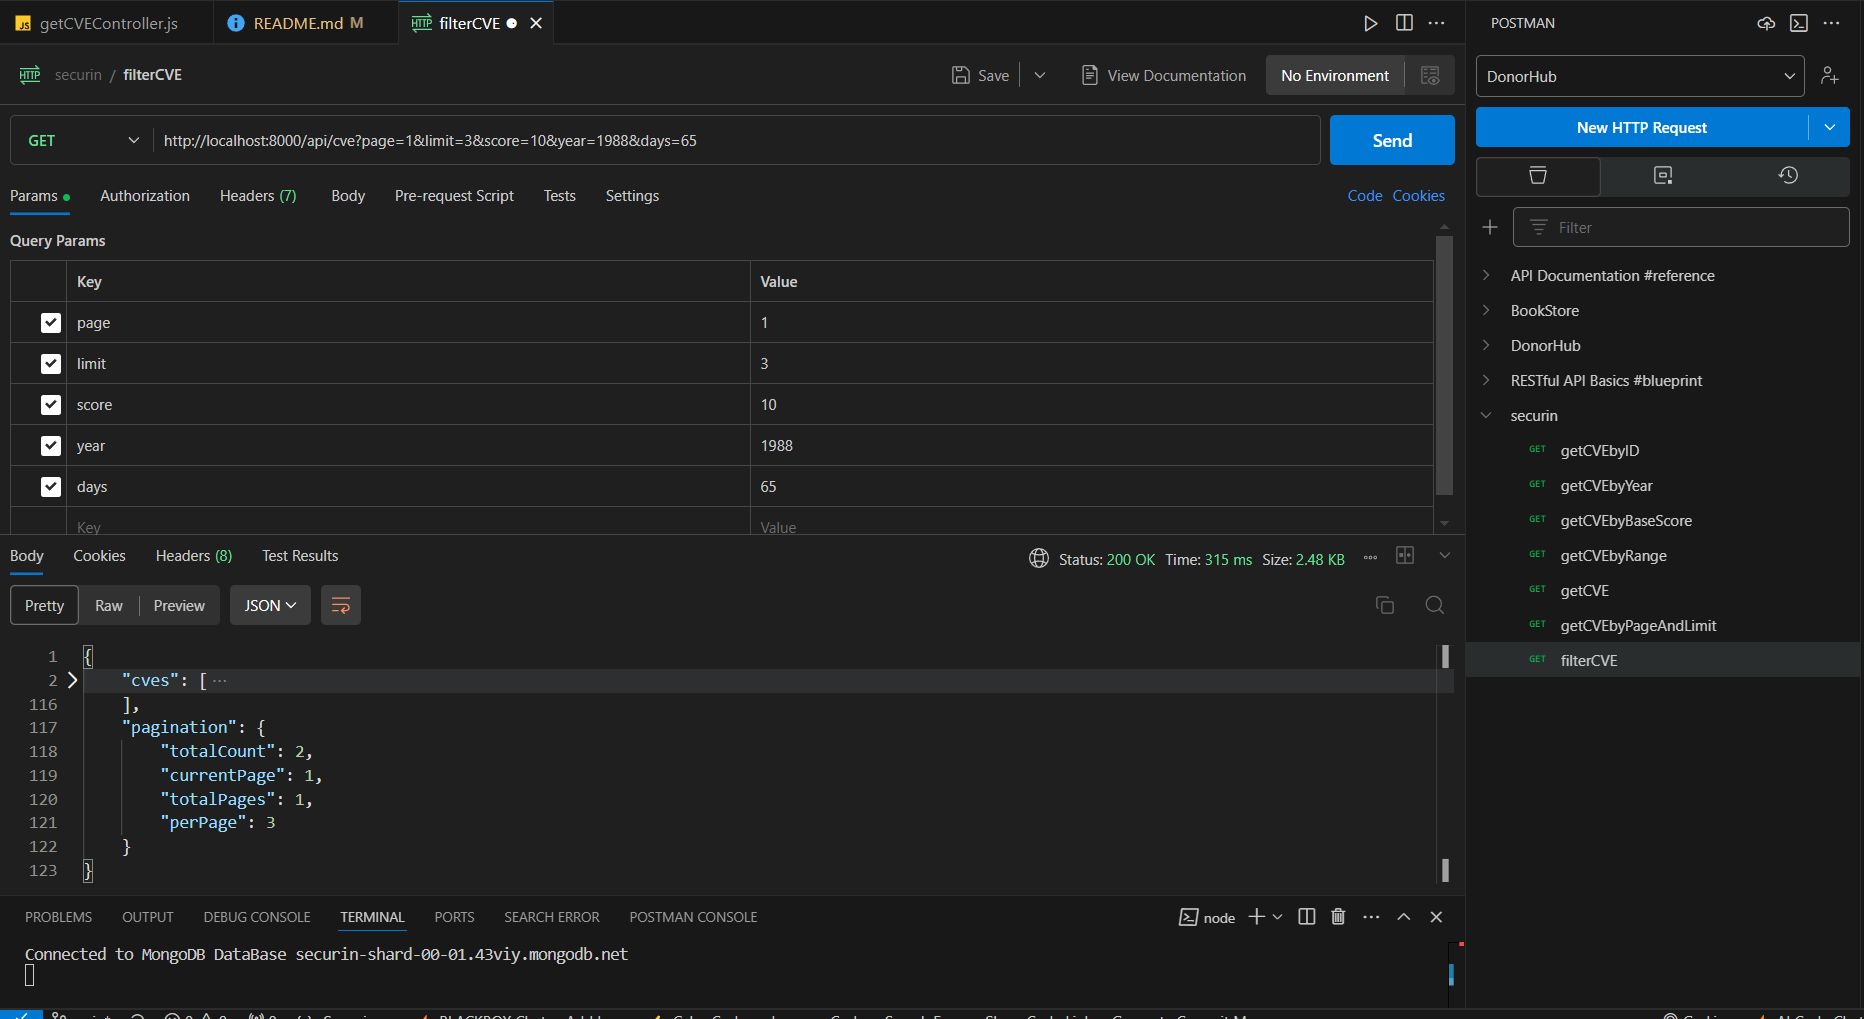 getCVEController.js
README.md M
HTTP filterCVE
POSTMAN
HTTP securin / filterCVE
Save
View Documentation
No Environment
DonorHub
GET
http://localhost:8000/api/cve?page=1&limit=3&score=10&year=1988&days=65
Send
New HTTP Request
Params
Authorization
Headers (7)
Body
Pre-request Script
Tests
Settings
Code
Cookies
Query Params
Key Value
page 1
limit 3
score 10
year 1988
days 65
Key Value
Filter
API Documentation #reference
BookStore
DonorHub
RESTful API Basics #blueprint
securin
GET getCVEbyID
GET getCVEbyYear
GET getCVEbyBaseScore
GET getCVEbyRange
GET getCVE
GET getCVEbyPageAndLimit
GET filterCVE
Body
Cookies
Headers (8)
Test Results
Status: 200 OK Time: 315 ms Size: 2.48 KB
Pretty
Raw
Preview
JSON
1 {
2 "cves": [ ...
116 ],
117 "pagination": {
118 "totalCount": 2,
119 "currentPage": 1,
120 "totalPages": 1,
121 "perPage": 3
122 }
123 }
PROBLEMS
OUTPUT
DEBUG CONSOLE
TERMINAL
PORTS
SEARCH ERROR
POSTMAN CONSOLE
node
Connected to MongoDB DataBase securin-shard-00-01.43viy.mongodb.net